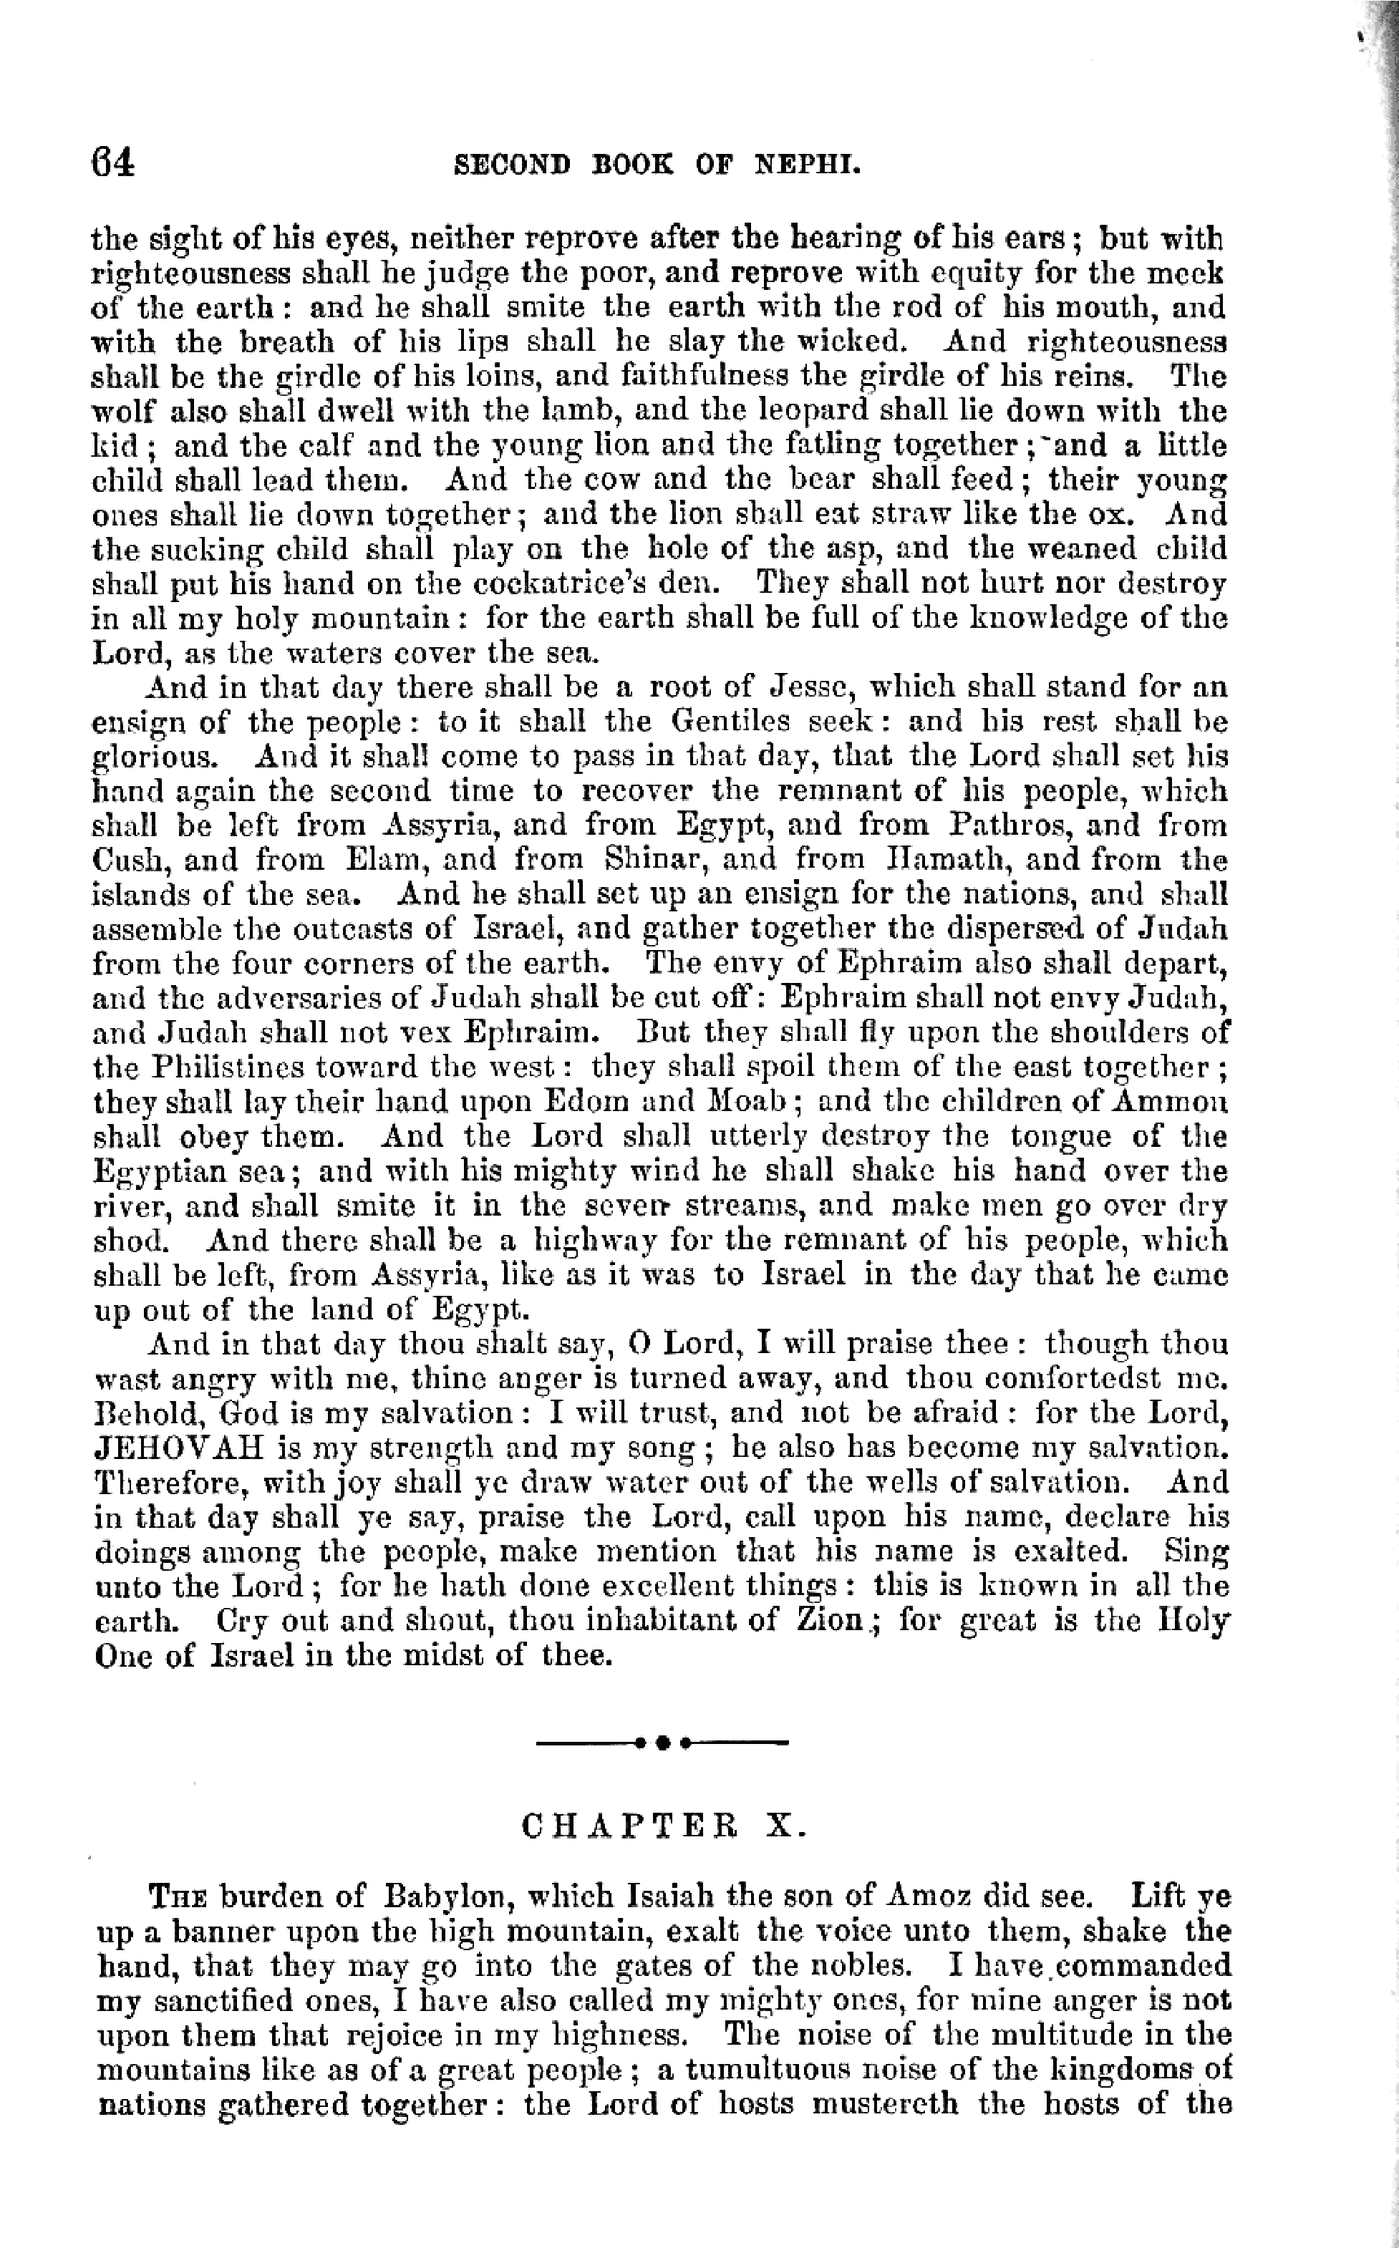 64 SECOND BOOK OF NEPHI.
the sight of his eyes, neither reprove after the hearing of his ears; but with
righteousness shall he judge the poor, and reprove with equity for the meek
of the earth: and he shall smite the earth with the rod of his mouth, and
with the breath of his lips shall he slay the wicked. And righteousness
shall be the girdle of his loins, and faithfulness the girdle of his reins. The
wolf also shall dwell with the lamb, and the leopard shall lie down with the
kid; and the calf and the young lion and the fatling together; and a little
child shall lead them. And the cow and the bear shall feed; their young
ones shall lie down together; and the lion shall eat straw like the ox. And
the sucking child shall play on the hole of the asp, and the weaned child
shall put his hand on the cockatrice's den. They shall not hurt nor destroy
in all my holy mountain: for the earth shall be full of the knowledge of the
Lord, as the waters cover the sea.
And in that day there shall be a root of Jesse, which shall stand for an
ensign of the people: to it shall the Gentiles seek: and his rest shall be
glorious. And it shall come to pass in that day, that the Lord shall set his
hand again the second time to recover the remnant of his people, which
shall be left from Assyria, and from Egypt, and from Pathros, and from
Cush, and from Elam, and from Shinar, and from Hamath, and from the
islands of the sea. And he shall set up an ensign for the nations, and shall
assemble the outcasts of Israel, and gather together the dispersed of Judah
from the four corners of the earth. The envy of Ephraim also shall depart,
and the adversaries of Judah shall be cut off: Ephraim shall not envy Judah,
and Judah shall not vex Ephraim. But they shall fly upon the shoulders of
the Philistines toward the west: they shall spoil them of the east together;
they shall lay their hand upon Edom and Moab; and the children of Ammon
shall obey them. And the Lord shall utterly destroy the tongue of the
Egyptian sea; and with his mighty wind he shall shake his hand over the
river, and shall smite it in the seven streams, and make men go over dry
shod. And there shall be a highway for the remnant of his people, which
shall be left, from Assyria, like as it was to Israel in the day that he came
up out of the land of Egypt.
And in that day thou shalt say, O Lord, I will praise thee: though thou
wast angry with me, thine anger is turned away, and thou comfortedst me.
Behold, God is my salvation: I will trust, and not be afraid: for the Lord,
JEHOVAH is my strength and my song; he also has become my salvation.
Therefore, with joy shall ye draw water out of the wells of salvation. And
in that day shall ye say, praise the Lord, call upon his name, declare his
doings among the people, make mention that his name is exalted. Sing
unto the Lord; for he hath done excellent things: this is known in all the
earth. Cry out and shout, thou inhabitant of Zion; for great is the Holy
One of Israel in the midst of thee.
CHAPTER X.
THE burden of Babylon, which Isaiah the son of Amoz did see. Lift ye
up a banner upon the high mountain, exalt the voice unto them, shake the
hand, that they may go into the gates of the nobles. I have commanded
my sanctified ones, I have also called my mighty ones, for mine anger is not
upon them that rejoice in my highness. The noise of the multitude in the
mountains like as of a great people; a tumultuous noise of the kingdoms of
nations gathered together: the Lord of hosts mustereth the hosts of the